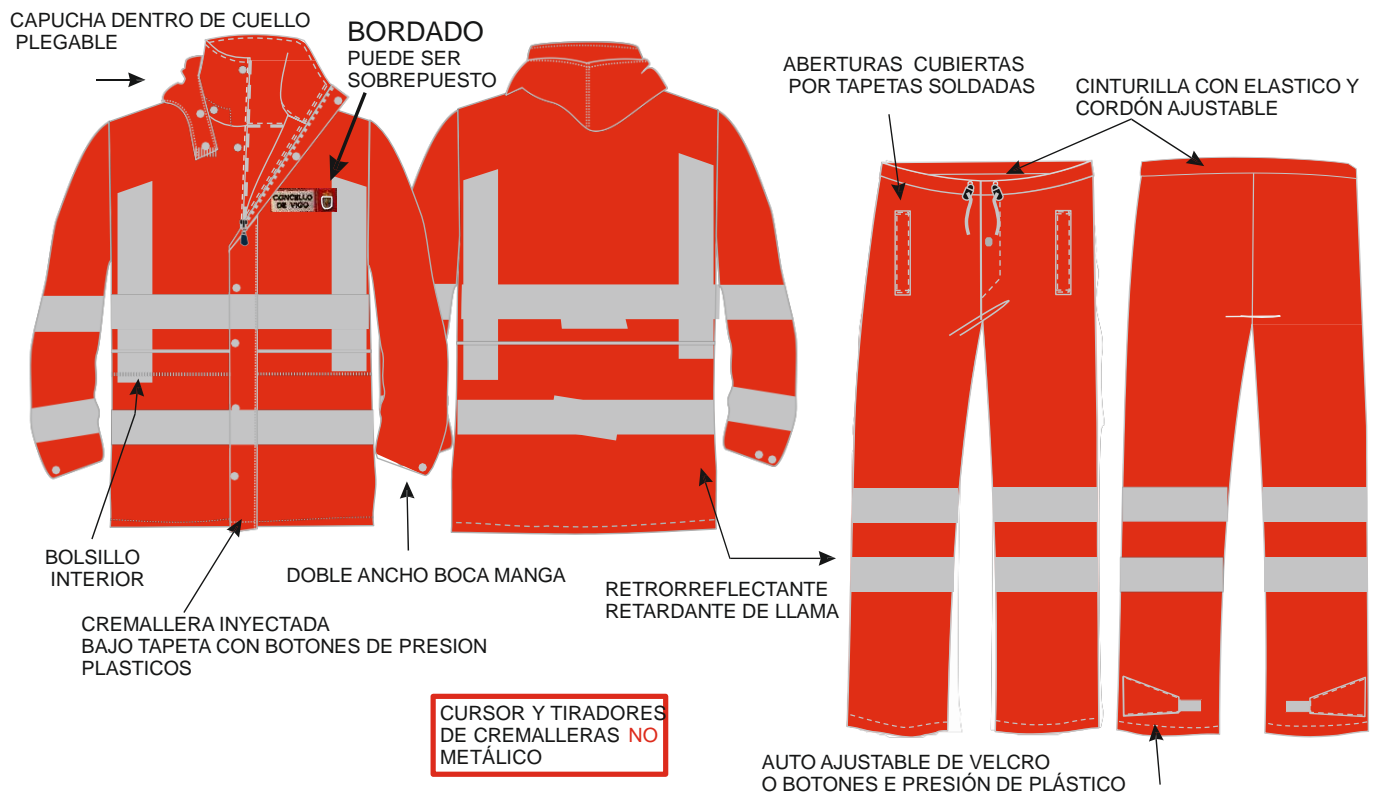 CAPUCHA DENTRO DE CUELLO
PLEGABLE
BORDADO
PUEDE SER
SOBREPUESTO
CONCELLO
DE VIGO
ABERTURAS CUBIERTAS
POR TAPETAS SOLDADAS
CINTURILLA CON ELASTICO Y
CORDÓN AJUSTABLE
BOLSILLO
INTERIOR
DOBLE ANCHO BOCA MANGA
RETRORREFLECTANTE
RETARDANTE DE LLAMA
CREMALLERA INYECTADA
BAJO TAPETA CON BOTONES DE PRESION
PLASTICOS
CURSOR Y TIRADORES
DE CREMALLERAS NO
METÁLICO
AUTO AJUSTABLE DE VELCRO
O BOTONES E PRESIÓN DE PLÁSTICO